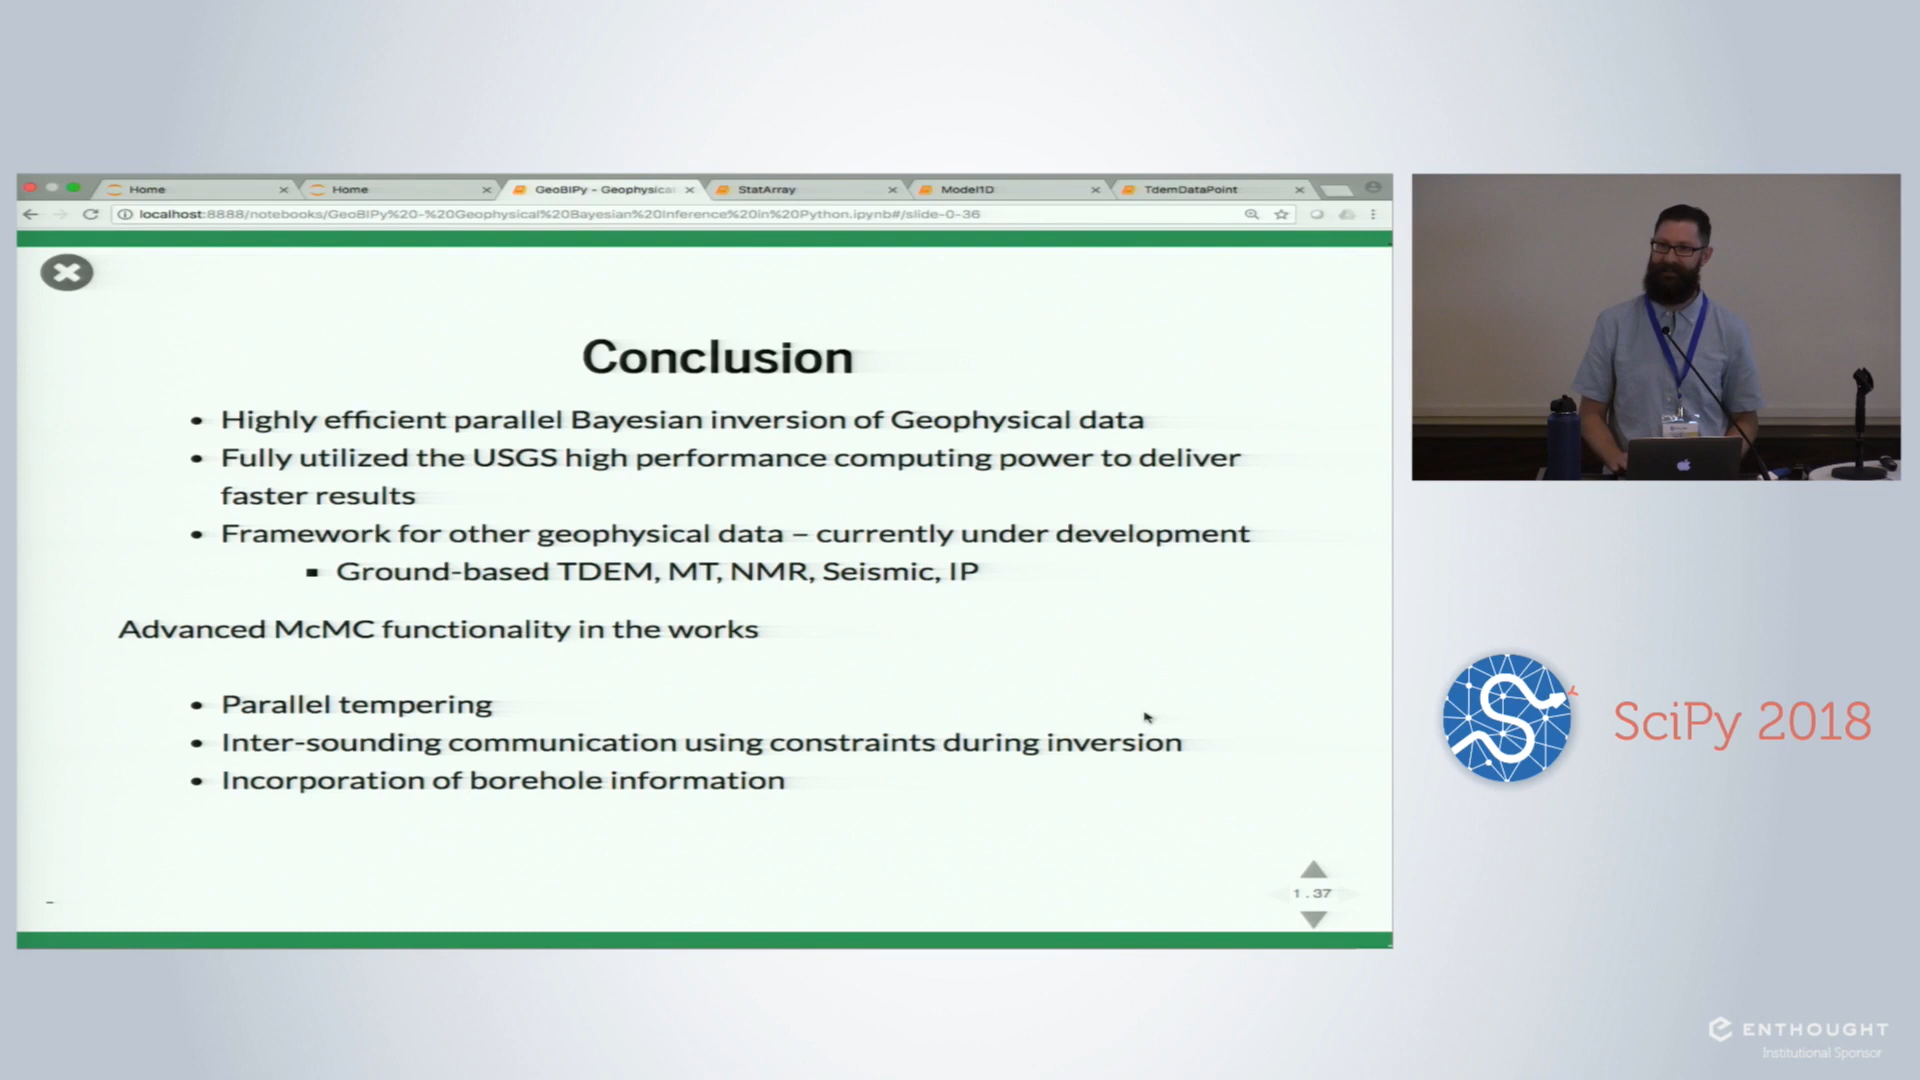 Home
Home
GeoBIPy - Geophysical
StatArray
Model1D
TdemDataPoint
localhost:8888/notebooks/GeoBIPy%20-%20Geophysical%20Bayesian%20Inference%20in%20Python.ipynb#/slide-0-36
Conclusion
• Highly efficient parallel Bayesian inversion of Geophysical data
• Fully utilized the USGS high performance computing power to deliver
faster results
• Framework for other geophysical data – currently under development
▪ Ground-based TDEM, MT, NMR, Seismic, IP
Advanced McMC functionality in the works
• Parallel tempering
• Inter-sounding communication using constraints during inversion
• Incorporation of borehole information
1.37
SciPy 2018
ENTHOUGHT
Institutional Sponsor